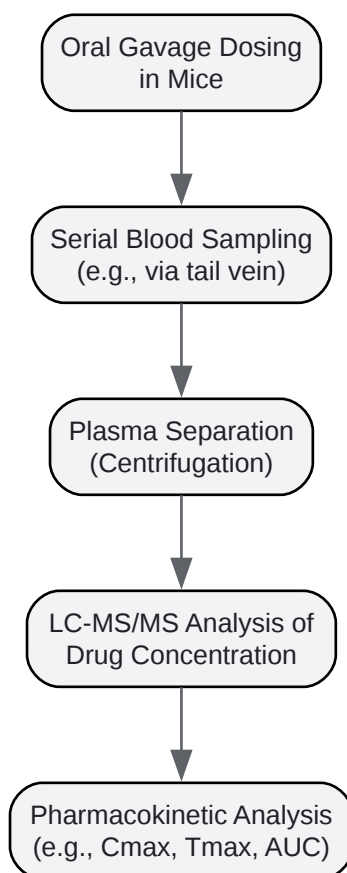 Oral Gavage Dosing
in Mice
Serial Blood Sampling
(e.g., via tail vein)
Plasma Separation
(Centrifugation)
LC-MS/MS Analysis of
Drug Concentration
Pharmacokinetic Analysis
(e.g., Cmax, Tmax, AUC)